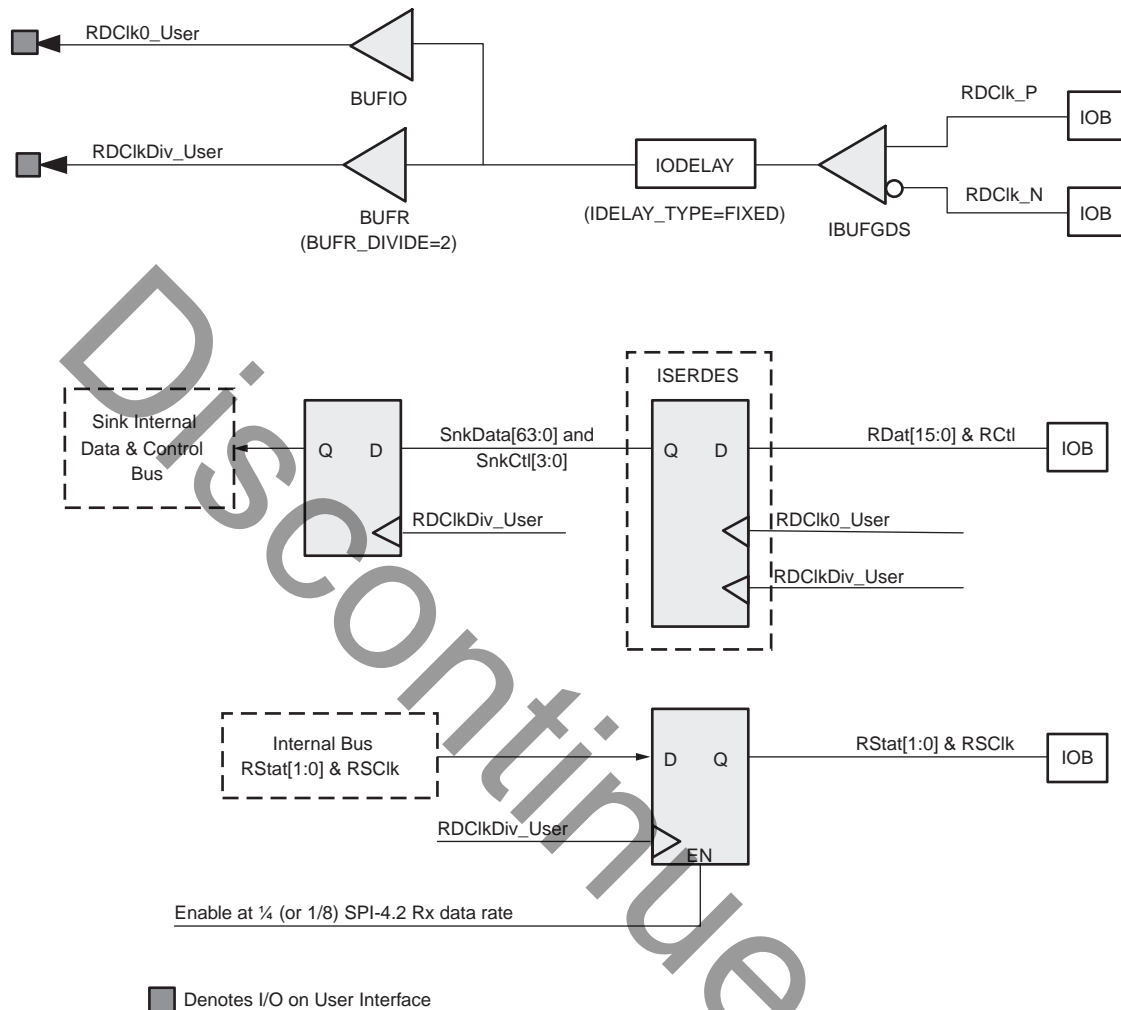 RDClk0_User
BUFIO
RDClk_P
IOB
RDClkDiv_User
IODELAY
BUFR
(BUFR_DIVIDE=2)
(IDELAY_TYPE=FIXED)
IBUFGDS
RDClk_N
IOB
ISERDES
Sink Internal
Data & Control
Bus
Q D
SnkData[63:0] and
SnkCtl[3:0]
Q D
RDat[15:0] & RCtl
IOB
RDClkDiv_User
RDClk0_User
RDClkDiv_User
Internal Bus
RStat[1:0] & RSClk
D Q
RStat[1:0] & RSClk
IOB
RDClkDiv_User
EN
Enable at ¼ (or 1/8) SPI-4.2 Rx data rate
Denotes I/O on User Interface
Discontinue